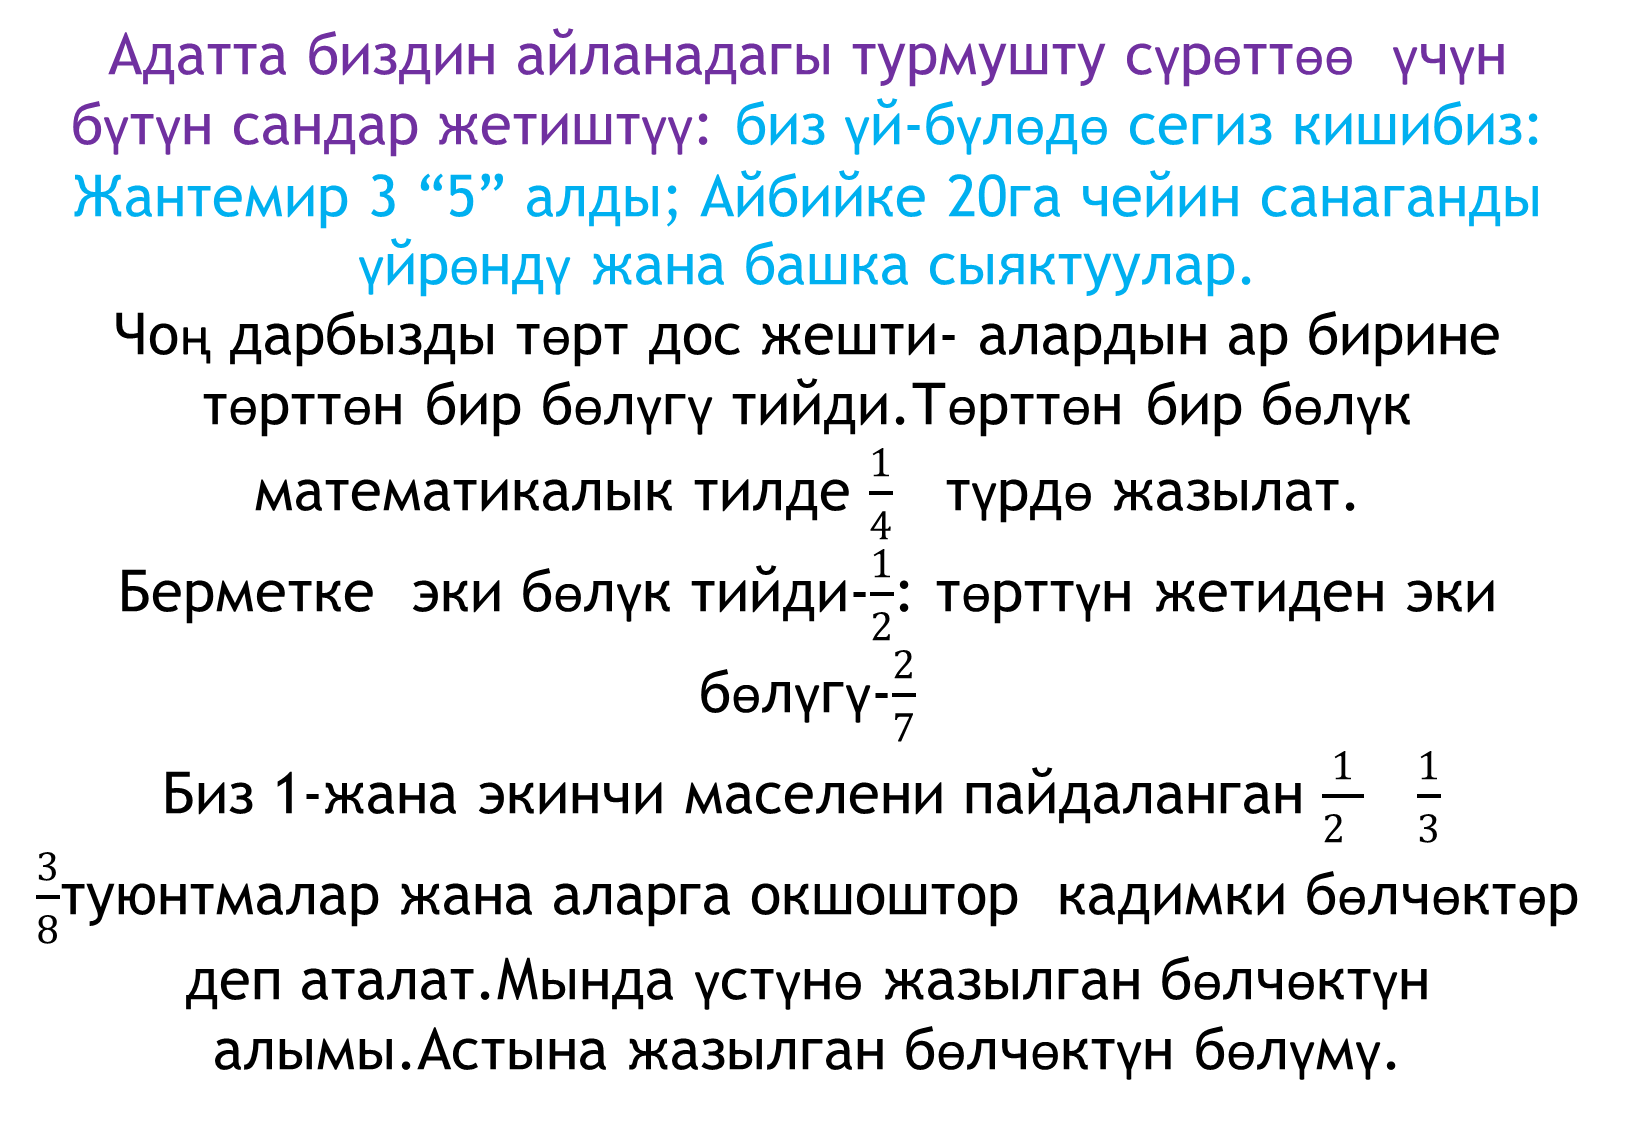 Адатта биздин айланадагы турмушту сүрөттөө үчүн
бүтүн сандар жетиштүү: биз үй-бүлөдө сегиз кишибиз:
Жантемир 3 “5” алды; Айбийке 20га чейин санаганды
үйрөндү жана башка сыяктуулар.
Чоң дарбызды төрт дос жешти- алардын ар бирине
төрттөн бир бөлүгү тийди.Төрттөн бир бөлүк
математикалык тилде 1/4 түрдө жазылат.
Берметке эки бөлүк тийди-1/2: төрттүн жетиден эки
бөлүгү-2/7
Биз 1-жана экинчи маселени пайдаланган 1/2 1/3
3/8туюнтмалар жана аларга окшоштор кадимки бөлчөктөр
деп аталат.Мында үстүнө жазылган бөлчөктүн
алымы.Астына жазылган бөлчөктүн бөлүмү.